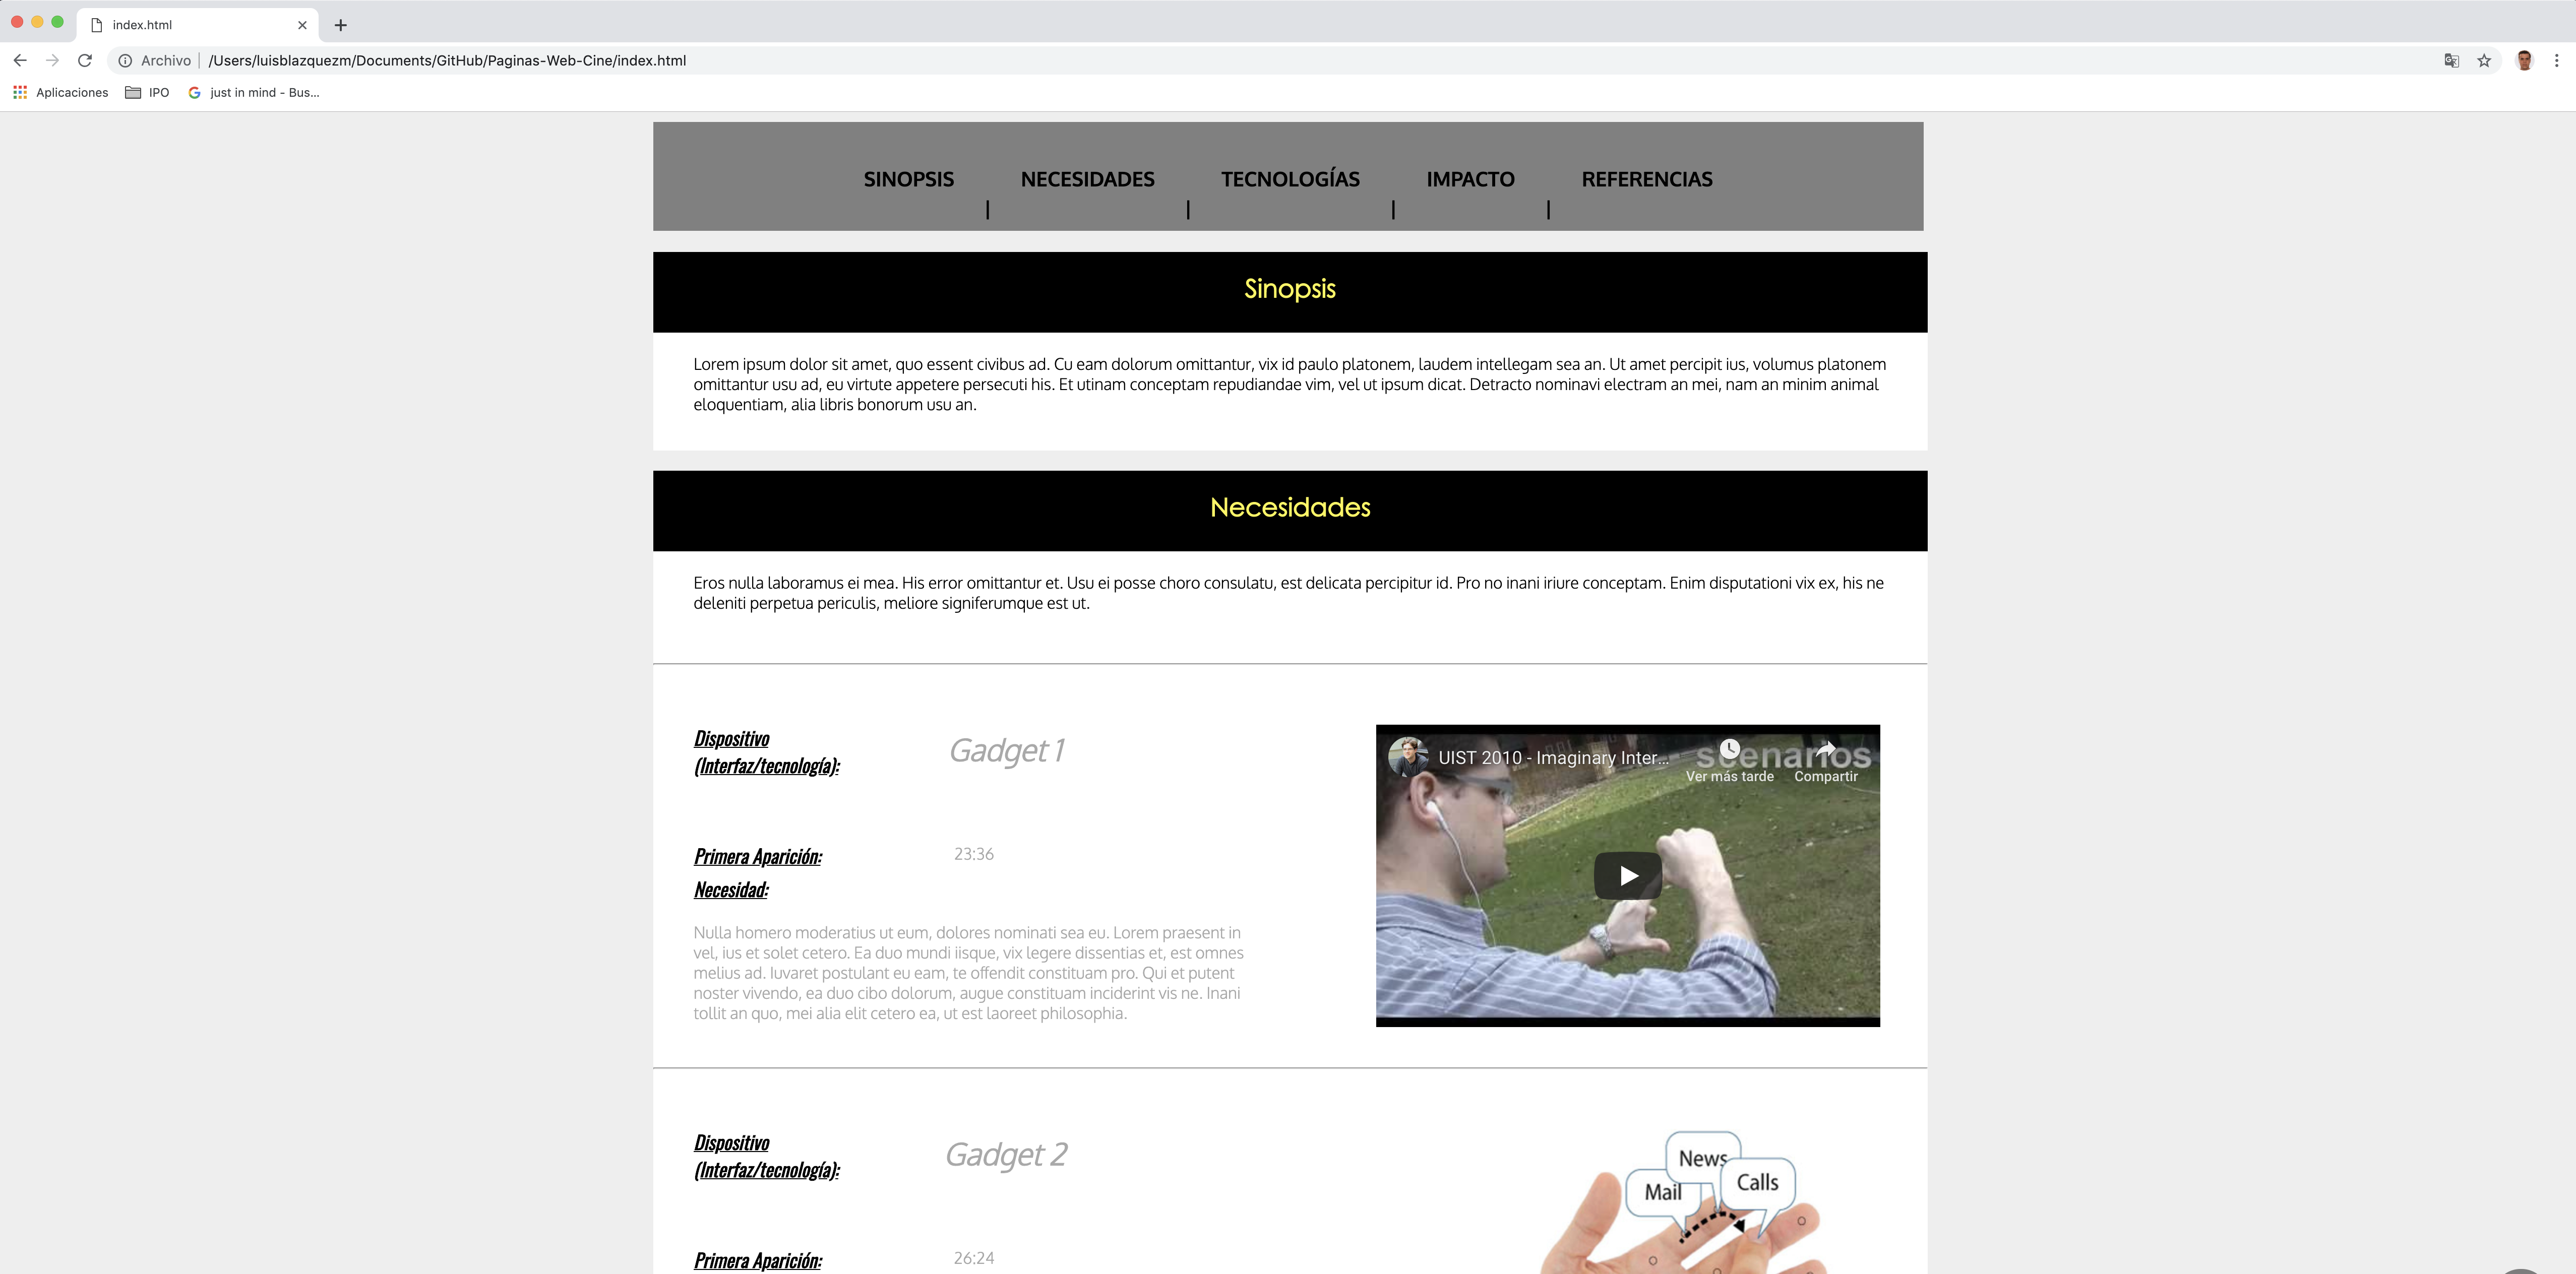 index.html
Archivo | /Users/luisblazquezm/Documents/GitHub/Paginas-Web-Cine/index.html
Aplicaciones IPO just in mind - Bus...
SINOPSIS | NECESIDADES | TECNOLOGÍAS | IMPACTO | REFERENCIAS
Sinopsis
Lorem ipsum dolor sit amet, quo essent civibus ad. Cu eam dolorum omittantur, vix id paulo platonem, laudem intellegam sea an. Ut amet percipit ius, volumus platonem
omittantur usu ad, eu virtute appetere persecuti his. Et utinam conceptam repudiandae vim, vel ut ipsum dicat. Detracto nominavi electram an mei, nam an minim animal
eloquentiam, alia libris bonorum usu an.
Necesidades
Eros nulla laboramus ei mea. His error omittantur et. Usu ei posse choro consulatu, est delicata percipitur id. Pro no inani iriure conceptam. Enim disputationi vix ex, his ne
deleniti perpetua periculis, meliore signiferumque est ut.
Dispositivo
(Interfaz/tecnología):
Gadget 1
Primera Aparición: 23:36
Necesidad:
Nulla homero moderatius ut eum, dolores nominati sea eu. Lorem praesent in
vel, ius et solet cetero. Ea duo mundi iisque, vix legere dissentias et, est omnes
melius ad. Iuvaret postulant eu eam, te offendit constituam pro. Qui et putent
noster vivendo, ea duo cibo dolorum, augue constituam inciderint vis ne. Inani
tollit an quo, mei alia elit cetero ea, ut est laoreet philosophia.
UIST 2010 - Imaginary Inter...
scenarios
Ver más tarde Compartir
Dispositivo
(Interfaz/tecnología):
Gadget 2
Primera Aparición: 26:24
News
Mail
Calls